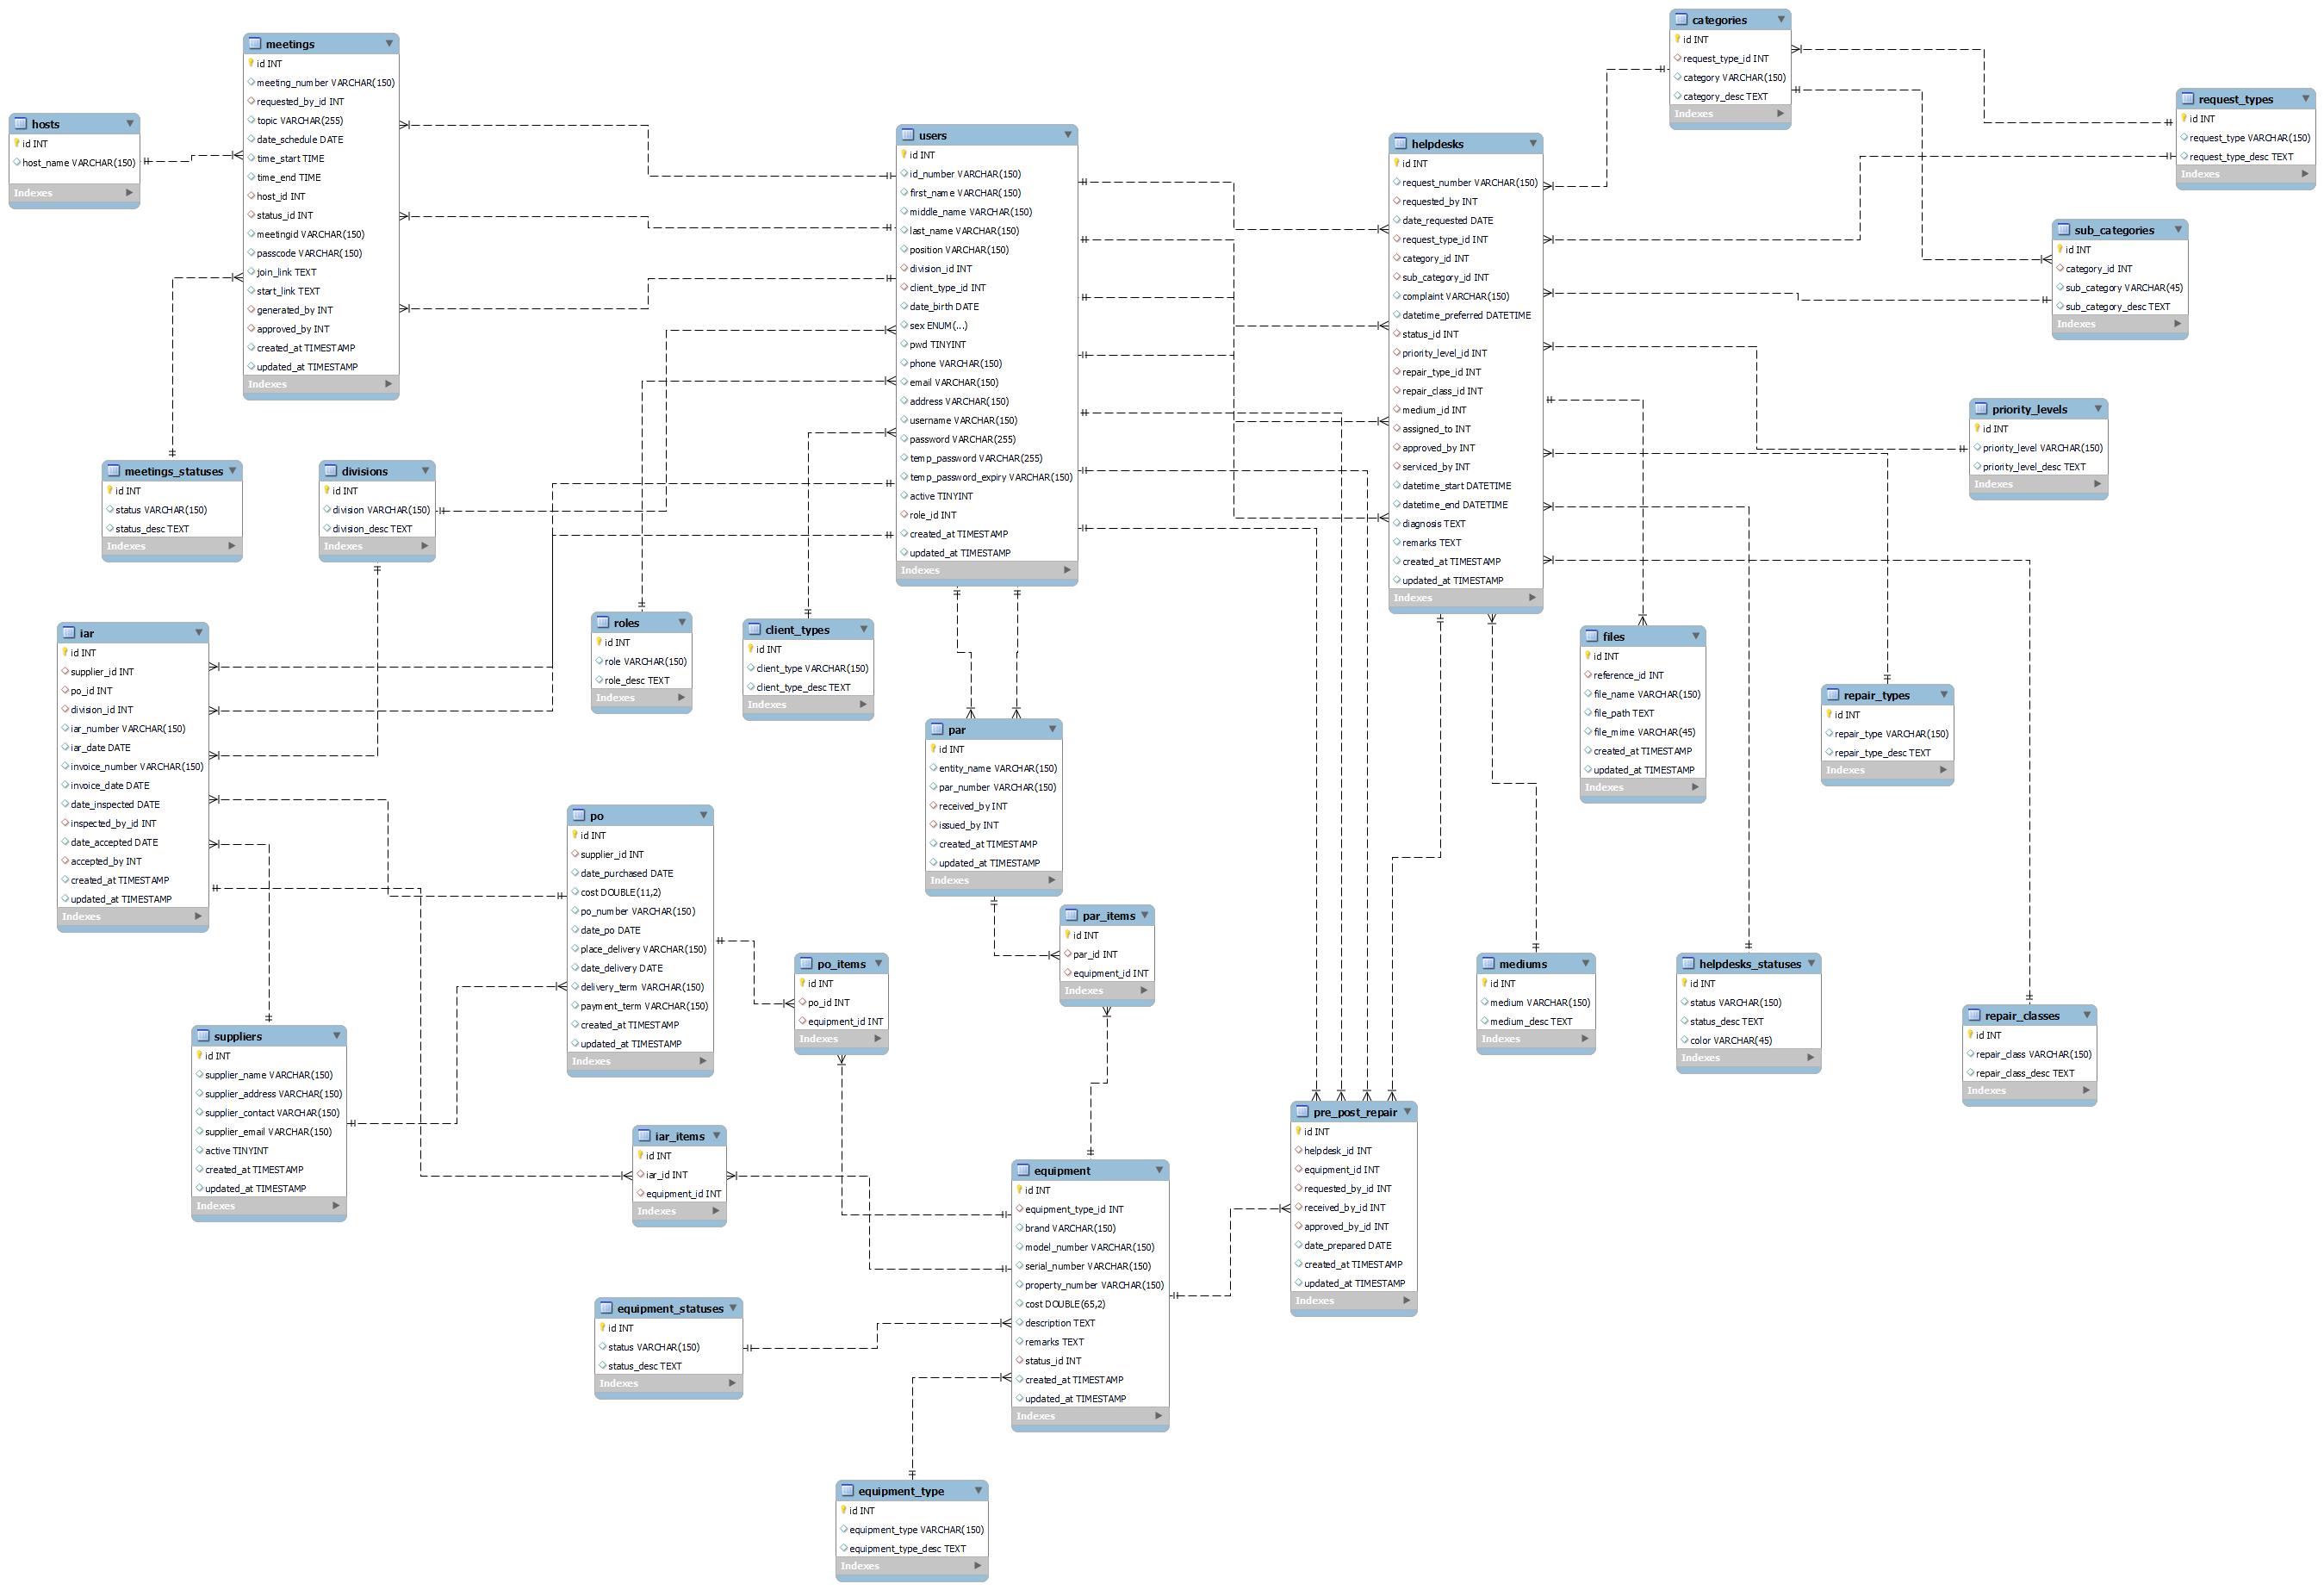 hosts
id INT
host_name VARCHAR(150)
Indexes
meetings
id INT
meeting_number VARCHAR(150)
requested_by_id INT
topic VARCHAR(255)
date_schedule DATE
time_start TIME
time_end TIME
host_id INT
status_id INT
meetingid VARCHAR(150)
passcode VARCHAR(150)
join_link TEXT
start_link TEXT
generated_by INT
approved_by INT
created_at TIMESTAMP
updated_at TIMESTAMP
Indexes
users
id INT
id_number VARCHAR(150)
first_name VARCHAR(150)
middle_name VARCHAR(150)
last_name VARCHAR(150)
position VARCHAR(150)
division_id INT
client_type_id INT
date_birth DATE
sex ENUM(...)
pwd TINYINT
phone VARCHAR(150)
email VARCHAR(150)
address VARCHAR(150)
username VARCHAR(150)
password VARCHAR(255)
temp_password VARCHAR(255)
temp_password_expiry VARCHAR(150)
active TINYINT
role_id INT
created_at TIMESTAMP
updated_at TIMESTAMP
Indexes
helpdesks
id INT
request_number VARCHAR(150)
requested_by INT
date_requested DATE
request_type_id INT
category_id INT
sub_category_id INT
complaint VARCHAR(150)
datetime_preferred DATETIME
status_id INT
priority_level_id INT
repair_type_id INT
repair_class_id INT
medium_id INT
assigned_to INT
approved_by INT
serviced_by INT
datetime_start DATETIME
datetime_end DATETIME
diagnosis TEXT
remarks TEXT
created_at TIMESTAMP
updated_at TIMESTAMP
Indexes
categories
id INT
request_type_id INT
category VARCHAR(150)
category_desc TEXT
Indexes
request_types
id INT
request_type VARCHAR(150)
request_type_desc TEXT
Indexes
sub_categories
id INT
category_id INT
sub_category VARCHAR(45)
sub_category_desc TEXT
Indexes
priority_levels
id INT
priority_level VARCHAR(150)
priority_level_desc TEXT
Indexes
meetings_statuses
id INT
status VARCHAR(150)
status_desc TEXT
Indexes
divisions
id INT
division VARCHAR(150)
division_desc TEXT
Indexes
iar
id INT
supplier_id INT
po_id INT
division_id INT
iar_number VARCHAR(150)
iar_date DATE
invoice_number VARCHAR(150)
invoice_date DATE
date_inspected DATE
inspected_by_id INT
date_accepted DATE
accepted_by INT
created_at TIMESTAMP
updated_at TIMESTAMP
Indexes
roles
id INT
role VARCHAR(150)
role_desc TEXT
Indexes
client_types
id INT
client_type VARCHAR(150)
client_type_desc TEXT
Indexes
files
id INT
reference_id INT
file_name VARCHAR(150)
file_path TEXT
file_mime VARCHAR(45)
created_at TIMESTAMP
updated_at TIMESTAMP
Indexes
repair_types
id INT
repair_type VARCHAR(150)
repair_type_desc TEXT
Indexes
par
id INT
entity_name VARCHAR(150)
par_number VARCHAR(150)
received_by INT
issued_by INT
created_at TIMESTAMP
updated_at TIMESTAMP
Indexes
po
id INT
supplier_id INT
date_purchased DATE
cost DOUBLE(11,2)
po_number VARCHAR(150)
date_po DATE
place_delivery VARCHAR(150)
date_delivery DATE
delivery_term VARCHAR(150)
payment_term VARCHAR(150)
created_at TIMESTAMP
updated_at TIMESTAMP
Indexes
par_items
id INT
par_id INT
equipment_id INT
Indexes
po_items
id INT
po_id INT
equipment_id INT
Indexes
mediums
id INT
medium VARCHAR(150)
medium_desc TEXT
Indexes
helpdesks_statuses
id INT
status VARCHAR(150)
status_desc TEXT
color VARCHAR(45)
Indexes
repair_classes
id INT
repair_class VARCHAR(150)
repair_class_desc TEXT
Indexes
suppliers
id INT
supplier_name VARCHAR(150)
supplier_address VARCHAR(150)
supplier_contact VARCHAR(150)
supplier_email VARCHAR(150)
active TINYINT
created_at TIMESTAMP
updated_at TIMESTAMP
Indexes
iar_items
id INT
iar_id INT
equipment_id INT
Indexes
pre_post_repair
id INT
helpdesk_id INT
equipment_id INT
requested_by_id INT
received_by_id INT
approved_by_id INT
date_prepared DATE
created_at TIMESTAMP
updated_at TIMESTAMP
Indexes
equipment
id INT
equipment_type_id INT
brand VARCHAR(150)
model_number VARCHAR(150)
serial_number VARCHAR(150)
property_number VARCHAR(150)
cost DOUBLE(65,2)
description TEXT
remarks TEXT
status_id INT
created_at TIMESTAMP
updated_at TIMESTAMP
Indexes
equipment_statuses
id INT
status VARCHAR(150)
status_desc TEXT
Indexes
equipment_type
id INT
equipment_type VARCHAR(150)
equipment_type_desc TEXT
Indexes